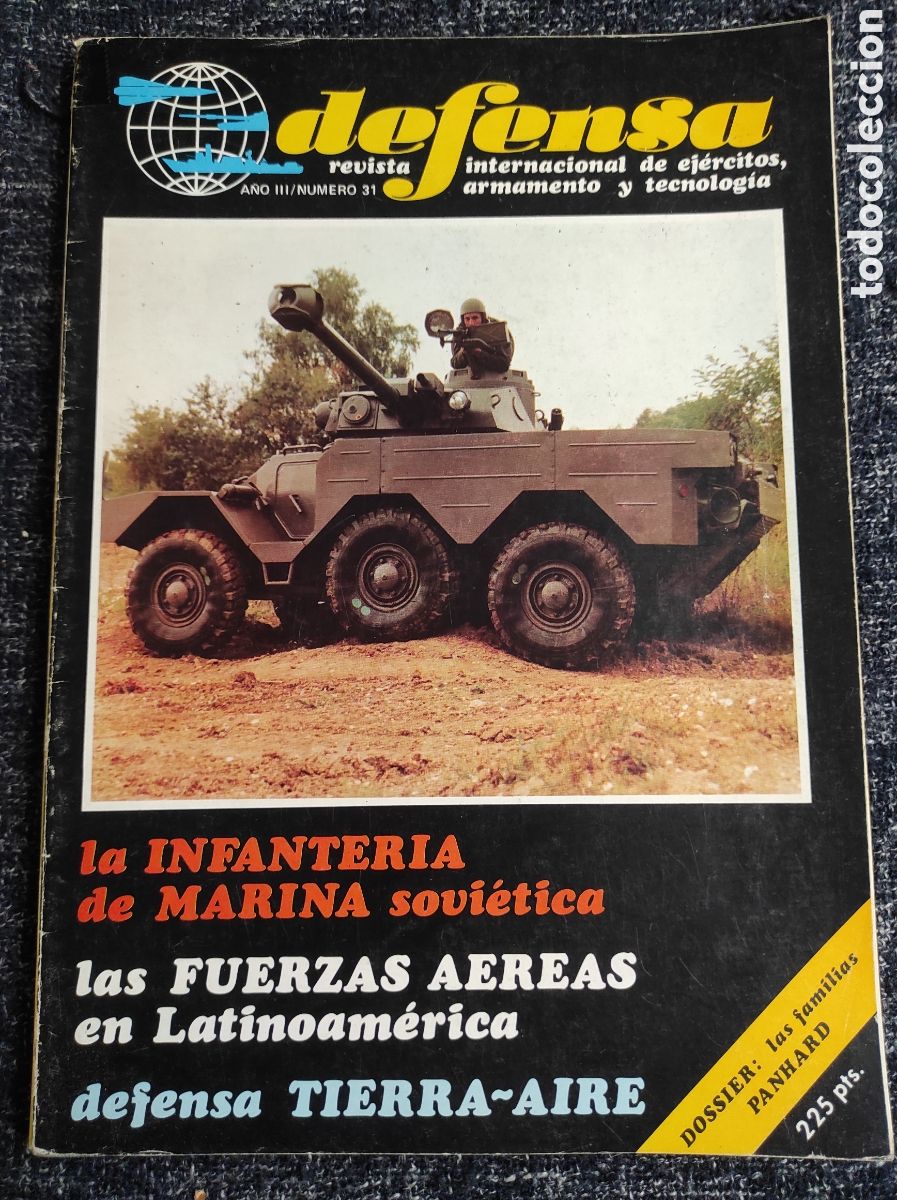 defensa
revista internacional de ejércitos,
armamento y tecnología
AÑO III/NUMERO 31
la INFANTERIA
de MARINA soviética
las FUERZAS AEREAS
en Latinoamérica
defensa TIERRA-AIRE
DOSSIER: las familias
PANHARD
225 pts.
todocoleccion